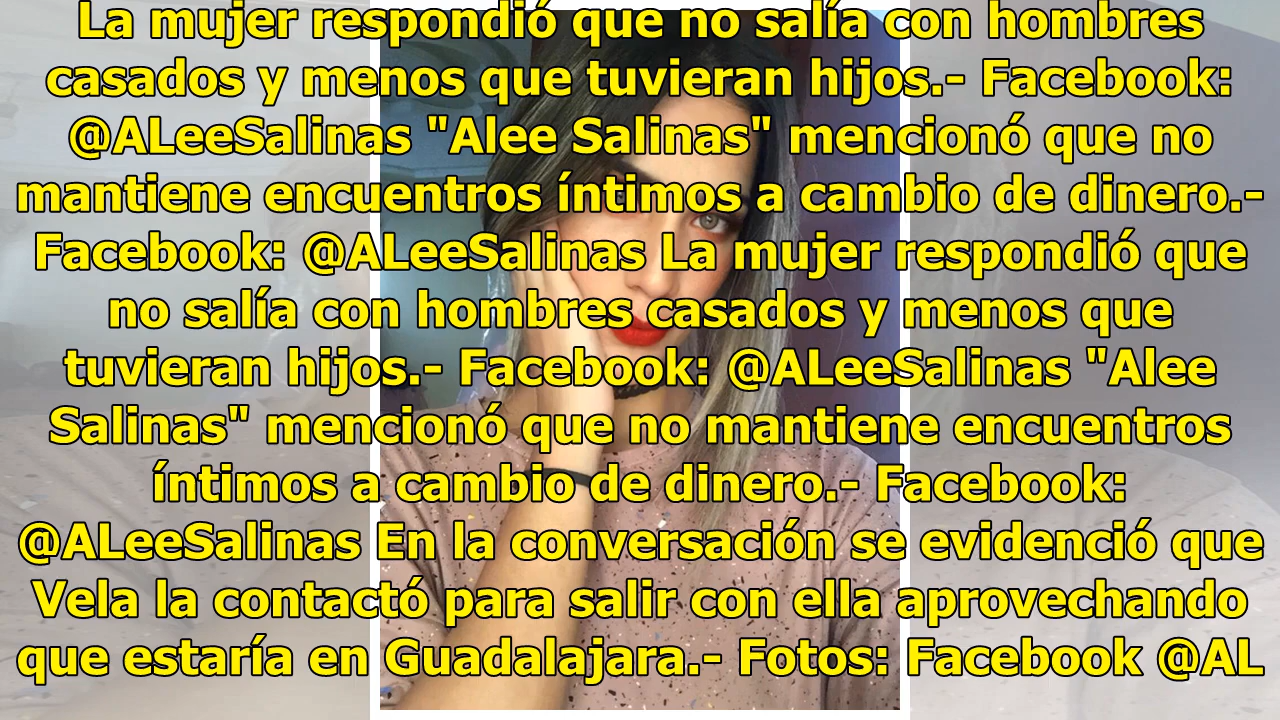 La mujer respondió que no salía con hombres
casados y menos que tuvieran hijos.- Facebook:
@ALeeSalinas "Alee Salinas" mencionó que no
mantiene encuentros íntimos a cambio de dinero.-
Facebook: @ALeeSalinas La mujer respondió que
no salía con hombres casados y menos que
tuvieran hijos.- Facebook: @ALeeSalinas "Alee
Salinas" mencionó que no mantiene encuentros
íntimos a cambio de dinero.- Facebook:
@ALeeSalinas En la conversación se evidenció que
Vela la contactó para salir con ella aprovechando
que estaría en Guadalajara.- Fotos: Facebook @AL